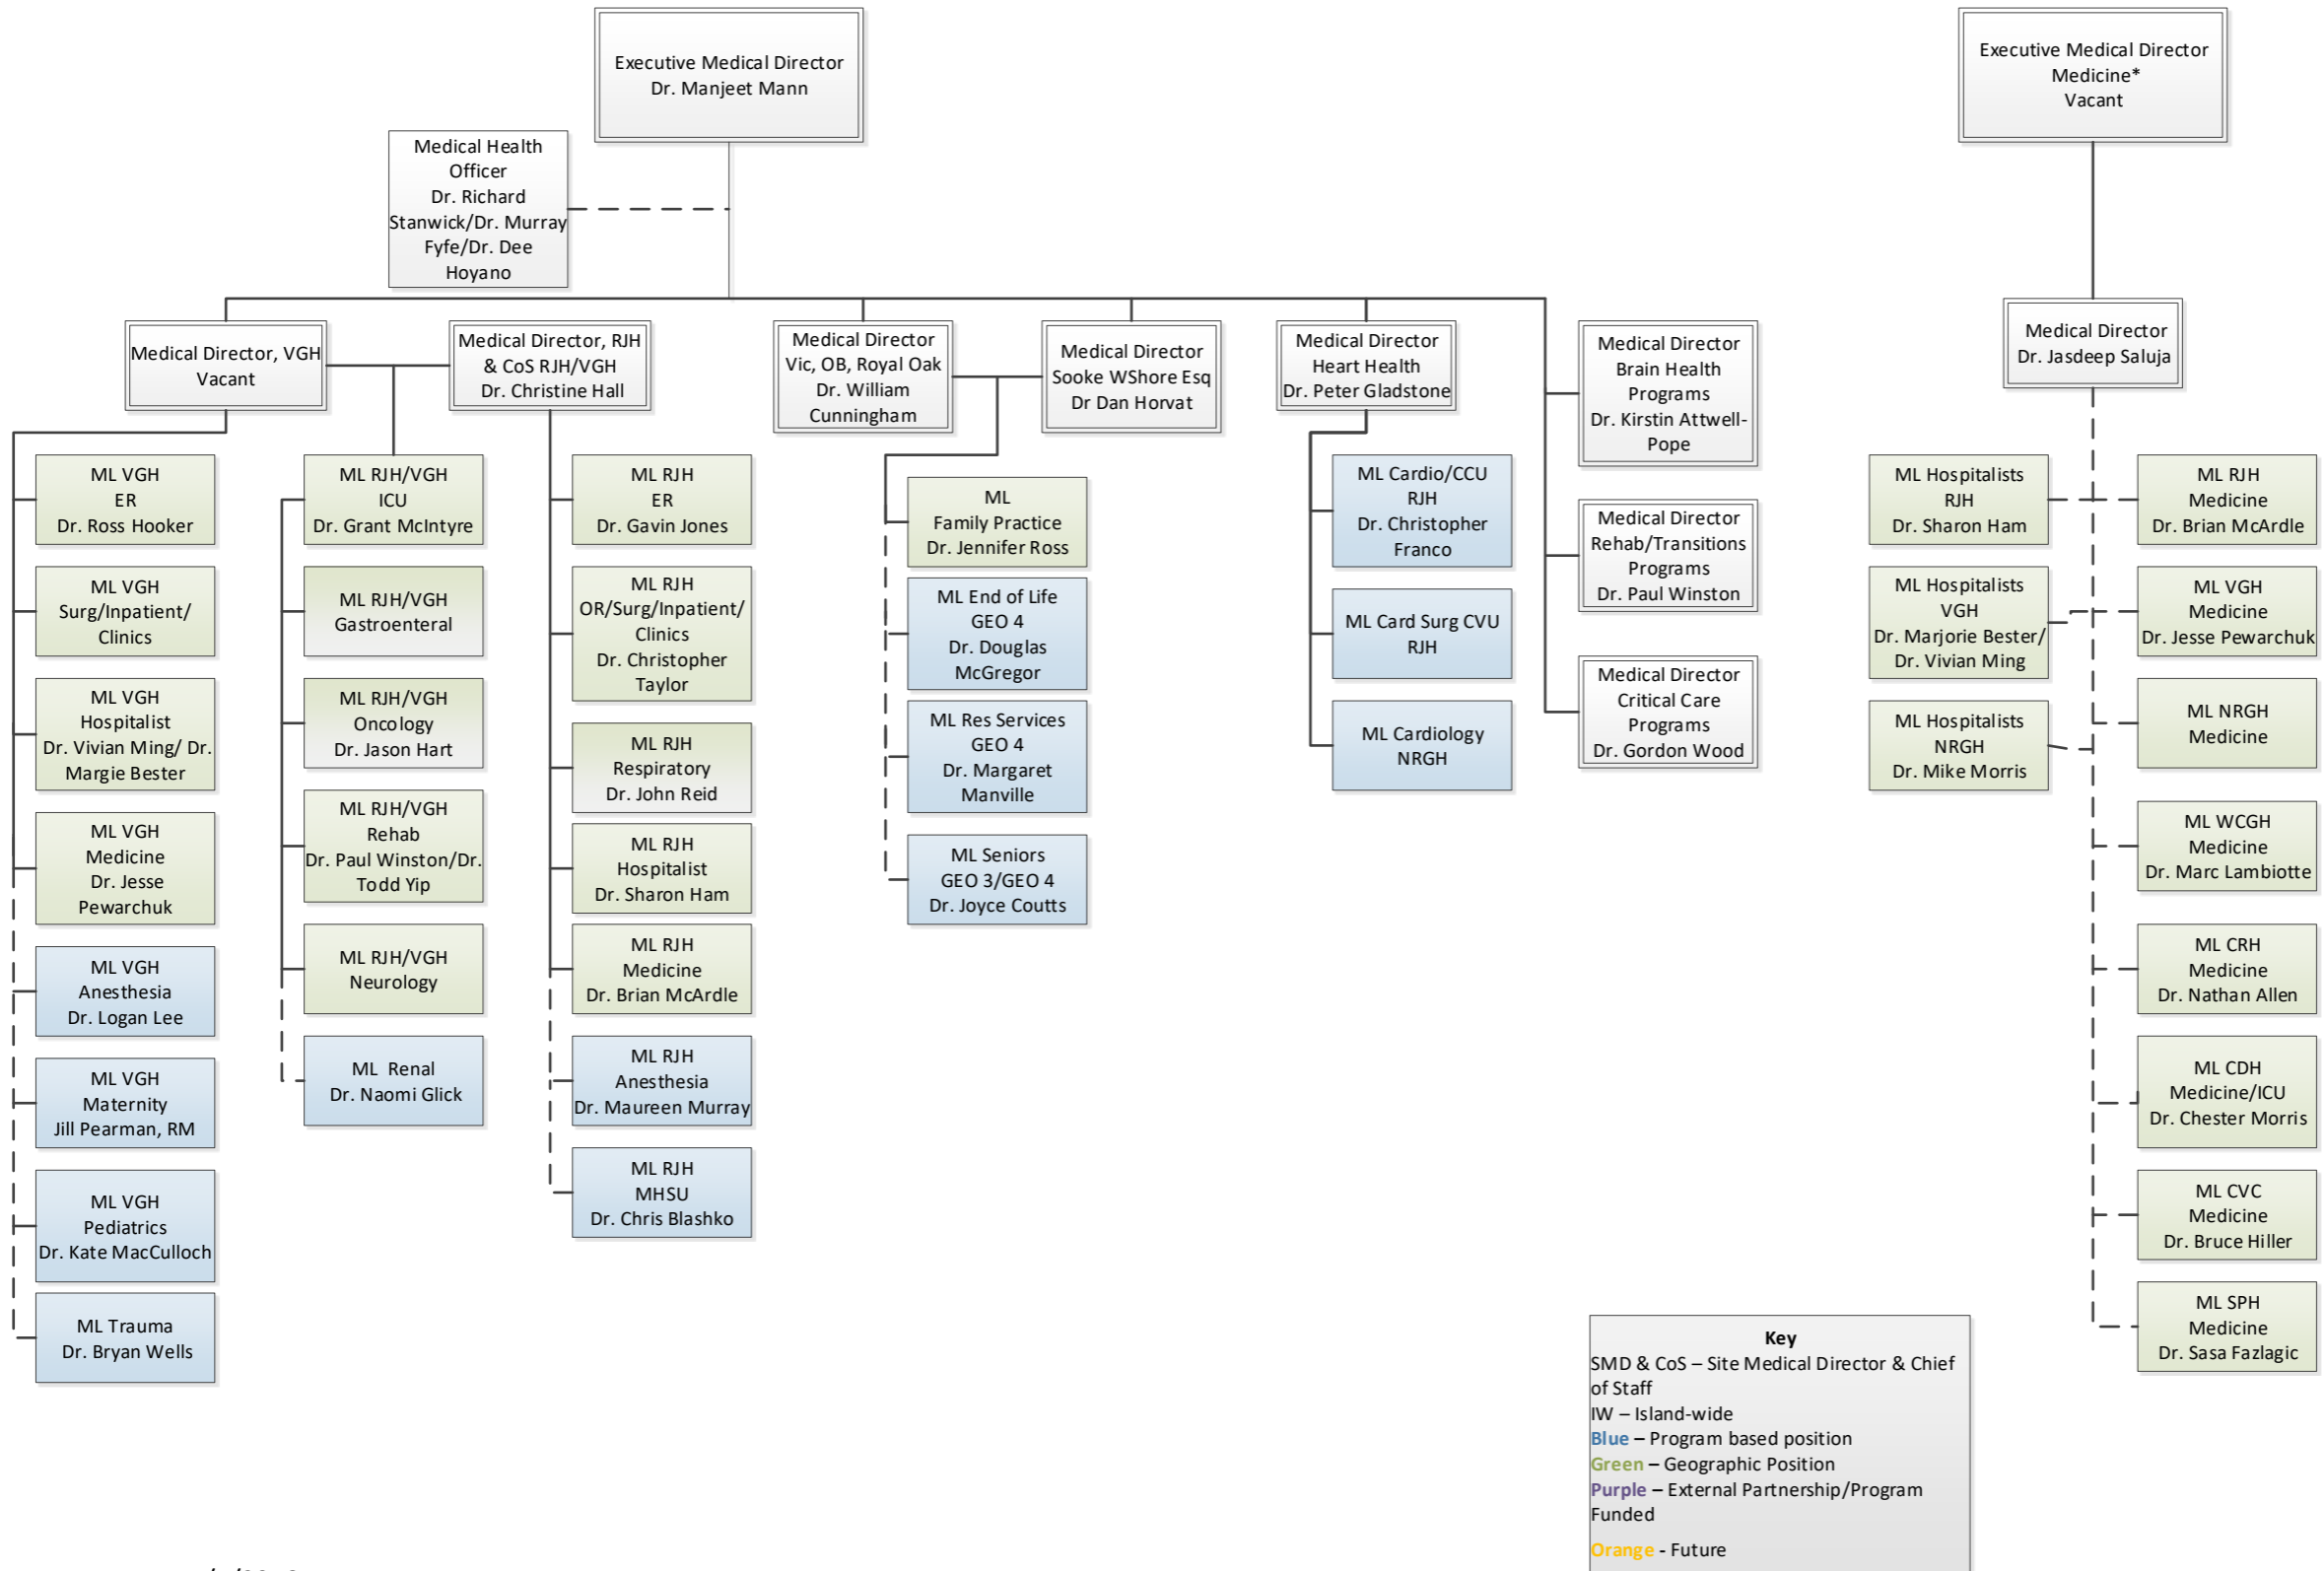 Executive Medical Director
Dr. Manjeet Mann
Executive Medical Director
Medicine*
Vacant
Medical Health
Officer
Dr. Richard
Stanwick/Dr. Murray
Fyfe/Dr. Dee
Hoyano
Medical Director, VGH
Vacant
Medical Director, RJH
& CoS RJH/VGH
Dr. Christine Hall
Medical Director
Vic, OB, Royal Oak
Dr. William
Cunningham
Medical Director
Sooke WShore Esq
Dr Dan Horvat
Medical Director
Heart Health
Dr. Peter Gladstone
Medical Director
Brain Health
Programs
Dr. Kirstin Attwell-
Pope
Medical Director
Rehab/Transitions
Programs
Dr. Paul Winston
Medical Director
Critical Care
Programs
Dr. Gordon Wood
Medical Director
Dr. Jasdeep Saluja
ML VGH
ER
Dr. Ross Hooker
ML VGH
Surg/Inpatient/
Clinics
ML VGH
Hospitalist
Dr. Vivian Ming/ Dr.
Margie Bester
ML VGH
Medicine
Dr. Jesse
Pewarchuk
ML VGH
Anesthesia
Dr. Logan Lee
ML VGH
Maternity
Jill Pearman, RM
ML VGH
Pediatrics
Dr. Kate MacCulloch
ML Trauma
Dr. Bryan Wells
ML RJH/VGH
ICU
Dr. Grant McIntyre
ML RJH/VGH
Gastroenteral
ML RJH/VGH
Oncology
Dr. Jason Hart
ML RJH/VGH
Rehab
Dr. Paul Winston/Dr.
Todd Yip
ML RJH/VGH
Neurology
ML Renal
Dr. Naomi Glick
ML RJH
ER
Dr. Gavin Jones
ML RJH
OR/Surg/Inpatient/
Clinics
Dr. Christopher
Taylor
ML RJH
Respiratory
Dr. John Reid
ML RJH
Hospitalist
Dr. Sharon Ham
ML RJH
Medicine
Dr. Brian McArdle
ML RJH
Anesthesia
Dr. Maureen Murray
ML RJH
MHSU
Dr. Chris Blashko
ML
Family Practice
Dr. Jennifer Ross
ML End of Life
GEO 4
Dr. Douglas
McGregor
ML Res Services
GEO 4
Dr. Margaret
Manville
ML Seniors
GEO 3/GEO 4
Dr. Joyce Coutts
ML Cardio/CCU
RJH
Dr. Christopher
Franco
ML Card Surg CVU
RJH
ML Cardiology
NRGH
ML Hospitalists
RJH
Dr. Sharon Ham
ML Hospitalists
VGH
Dr. Marjorie Bester/
Dr. Vivian Ming
ML Hospitalists
NRGH
Dr. Mike Morris
ML RJH
Medicine
Dr. Brian McArdle
ML VGH
Medicine
Dr. Jesse Pewarchuk
ML NRGH
Medicine
ML WCGH
Medicine
Dr. Marc Lambiotte
ML CRH
Medicine
Dr. Nathan Allen
ML CDH
Medicine/ICU
Dr. Chester Morris
ML CVC
Medicine
Dr. Bruce Hiller
ML SPH
Medicine
Dr. Sasa Fazlagic
Key
SMD & CoS – Site Medical Director & Chief
of Staff
IW – Island-wide
Blue – Program based position
Green – Geographic Position
Purple – External Partnership/Program
Funded
Orange - Future